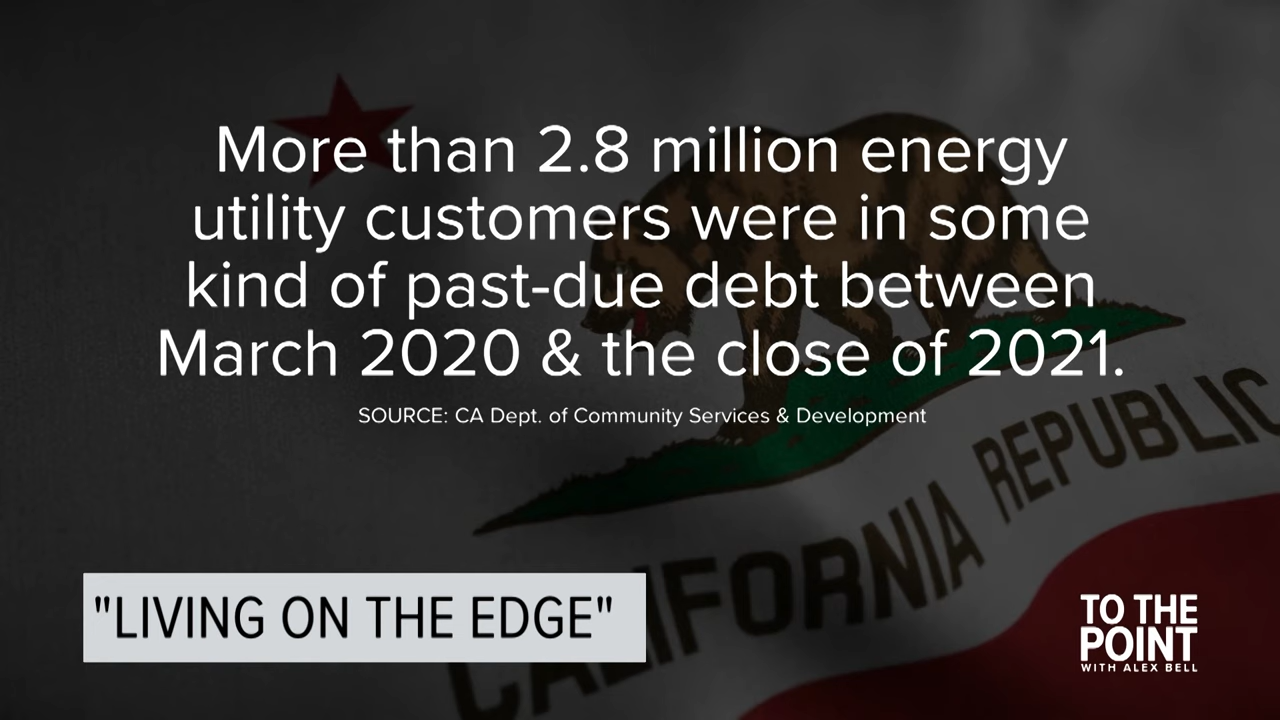 More than 2.8 million energy
utility customers were in some
kind of past-due debt between
March 2020 & the close of 2021.
SOURCE: CA Dept. of Community Services & Development
CALIFORNIA REPUBLIC
"LIVING ON THE EDGE"
TO THE
POINT
WITH ALEX BELL